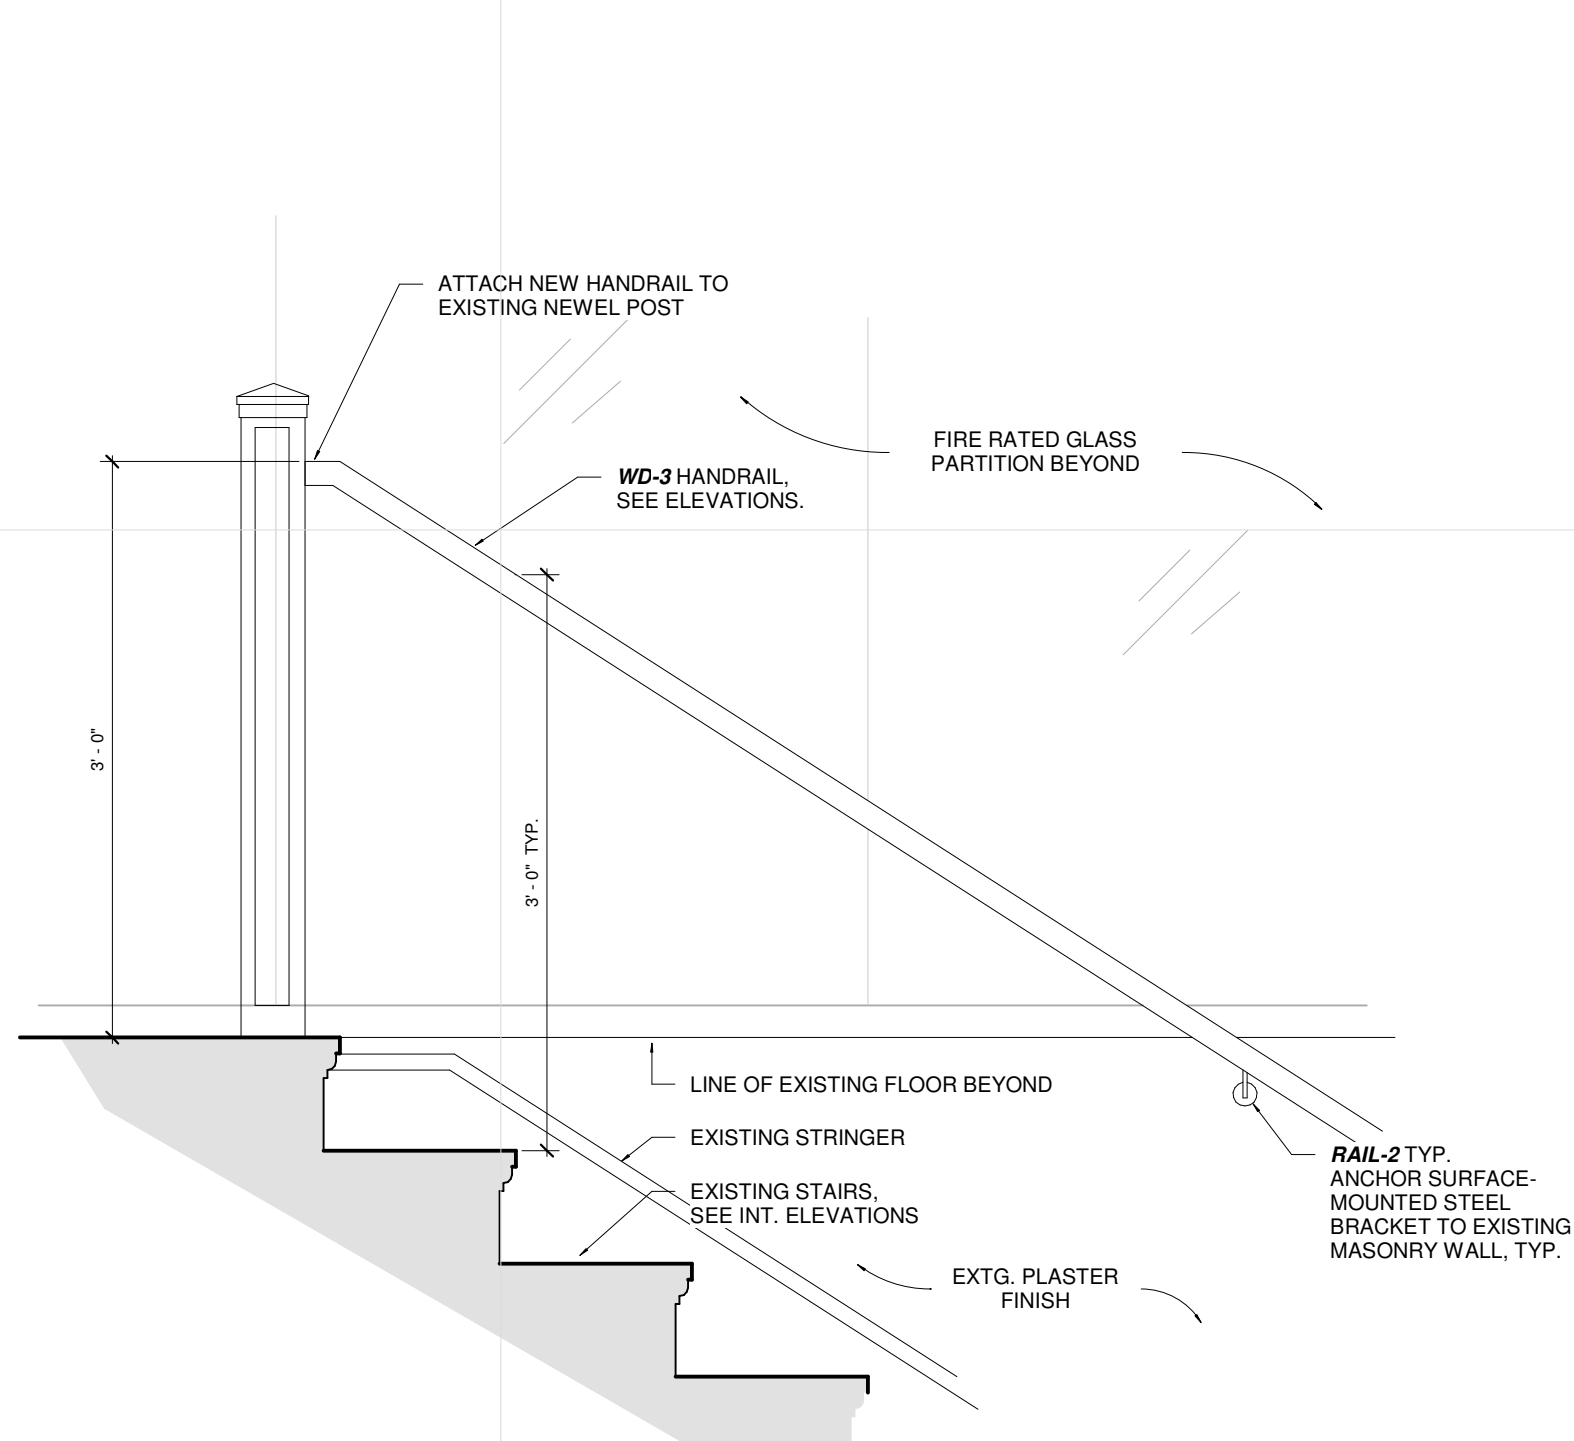 ATTACH NEW HANDRAIL TO
EXISTING NEWEL POST
FIRE RATED GLASS
PARTITION BEYOND
WD-3 HANDRAIL,
SEE ELEVATIONS.
3' - 0"
3' - 0" TYP.
LINE OF EXISTING FLOOR BEYOND
EXISTING STRINGER
EXISTING STAIRS,
SEE INT. ELEVATIONS
RAIL-2 TYP.
ANCHOR SURFACE-
MOUNTED STEEL
BRACKET TO EXISTING
MASONRY WALL, TYP.
EXTG. PLASTER
FINISH